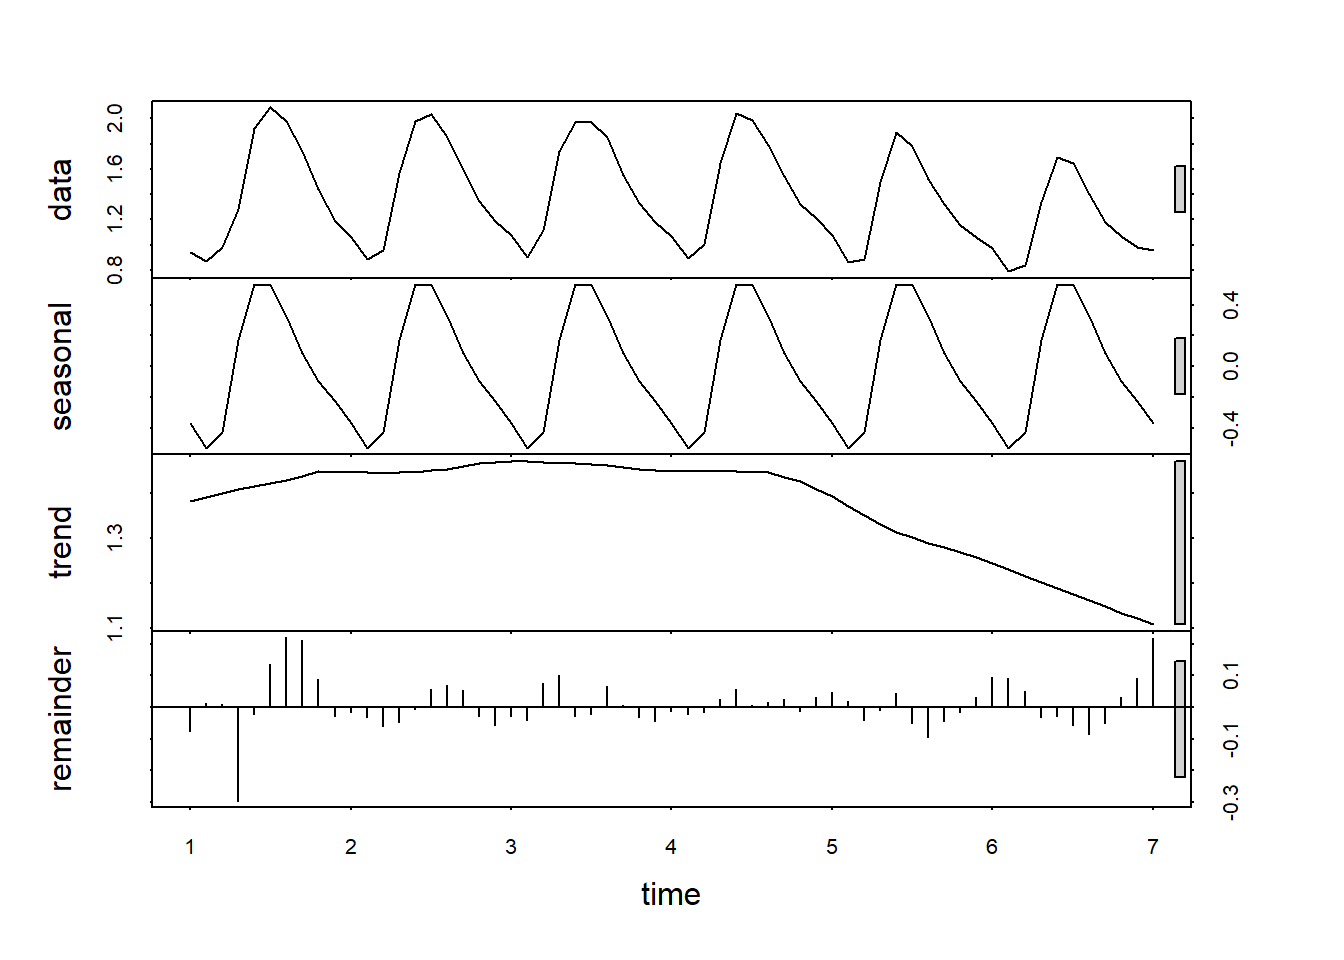 data
0.8 1.2 1.6 2.0
seasonal
-0.4 0.0 0.4
trend
1.1 1.3
remainder
-0.3 -0.1 0.1
1 2 3 4 5 6 7
time